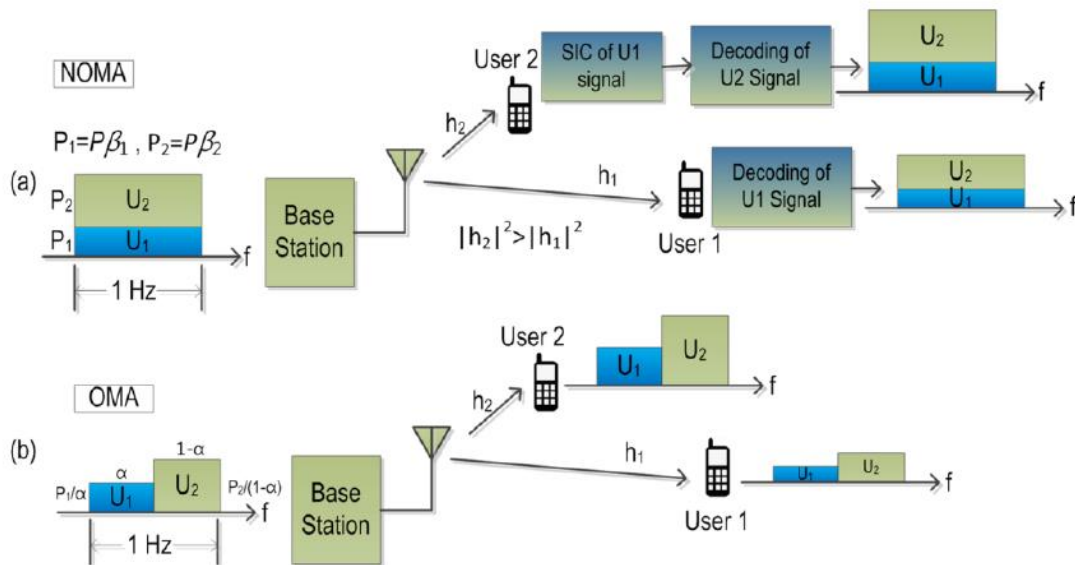 NOMA
P₁=Pβ₁ , P₂=Pβ₂
(a)
P₂
U₂
P₁
U₁
f
1 Hz
Base
Station
h₂
User 2
SIC of U1
signal
Decoding of
U2 Signal
U₂
U₁
f
h₁
|h₂|²>|h₁|²
User 1
Decoding of
U1 Signal
U₂
U₁
f
OMA
(b)
P₁/α
α
U₁
1-α
U₂
P₂/(1-α)
f
1 Hz
Base
Station
h₂
User 2
U₁
U₂
f
h₁
User 1
U₁
U₂
f